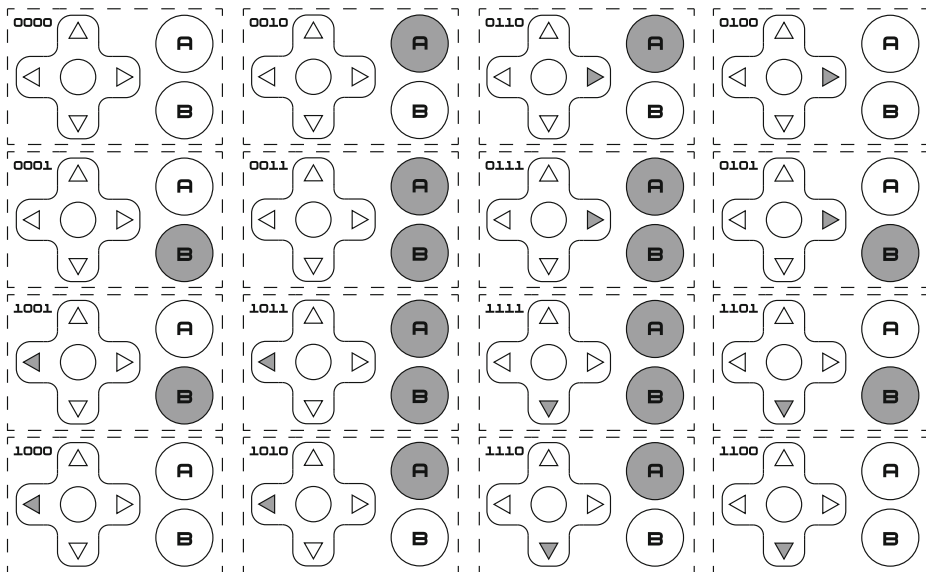 0000 A 0010 A 0110 A 0100 A
B B B B
0001 A 0011 A 0111 A 0101 A
B B B B
1001 A 1011 A 1111 A 1101 A
B B B B
1000 A 1010 A 1110 A 1100 A
B B B B